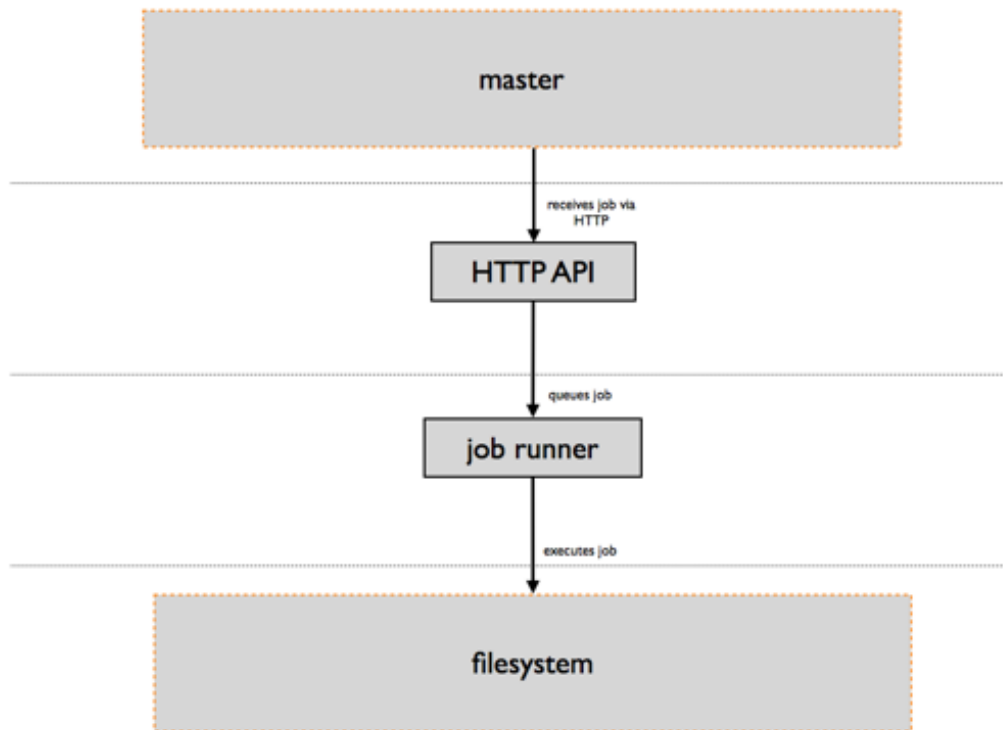 master
receives job via
HTTP
HTTP API
queues job
job runner
executes job
filesystem